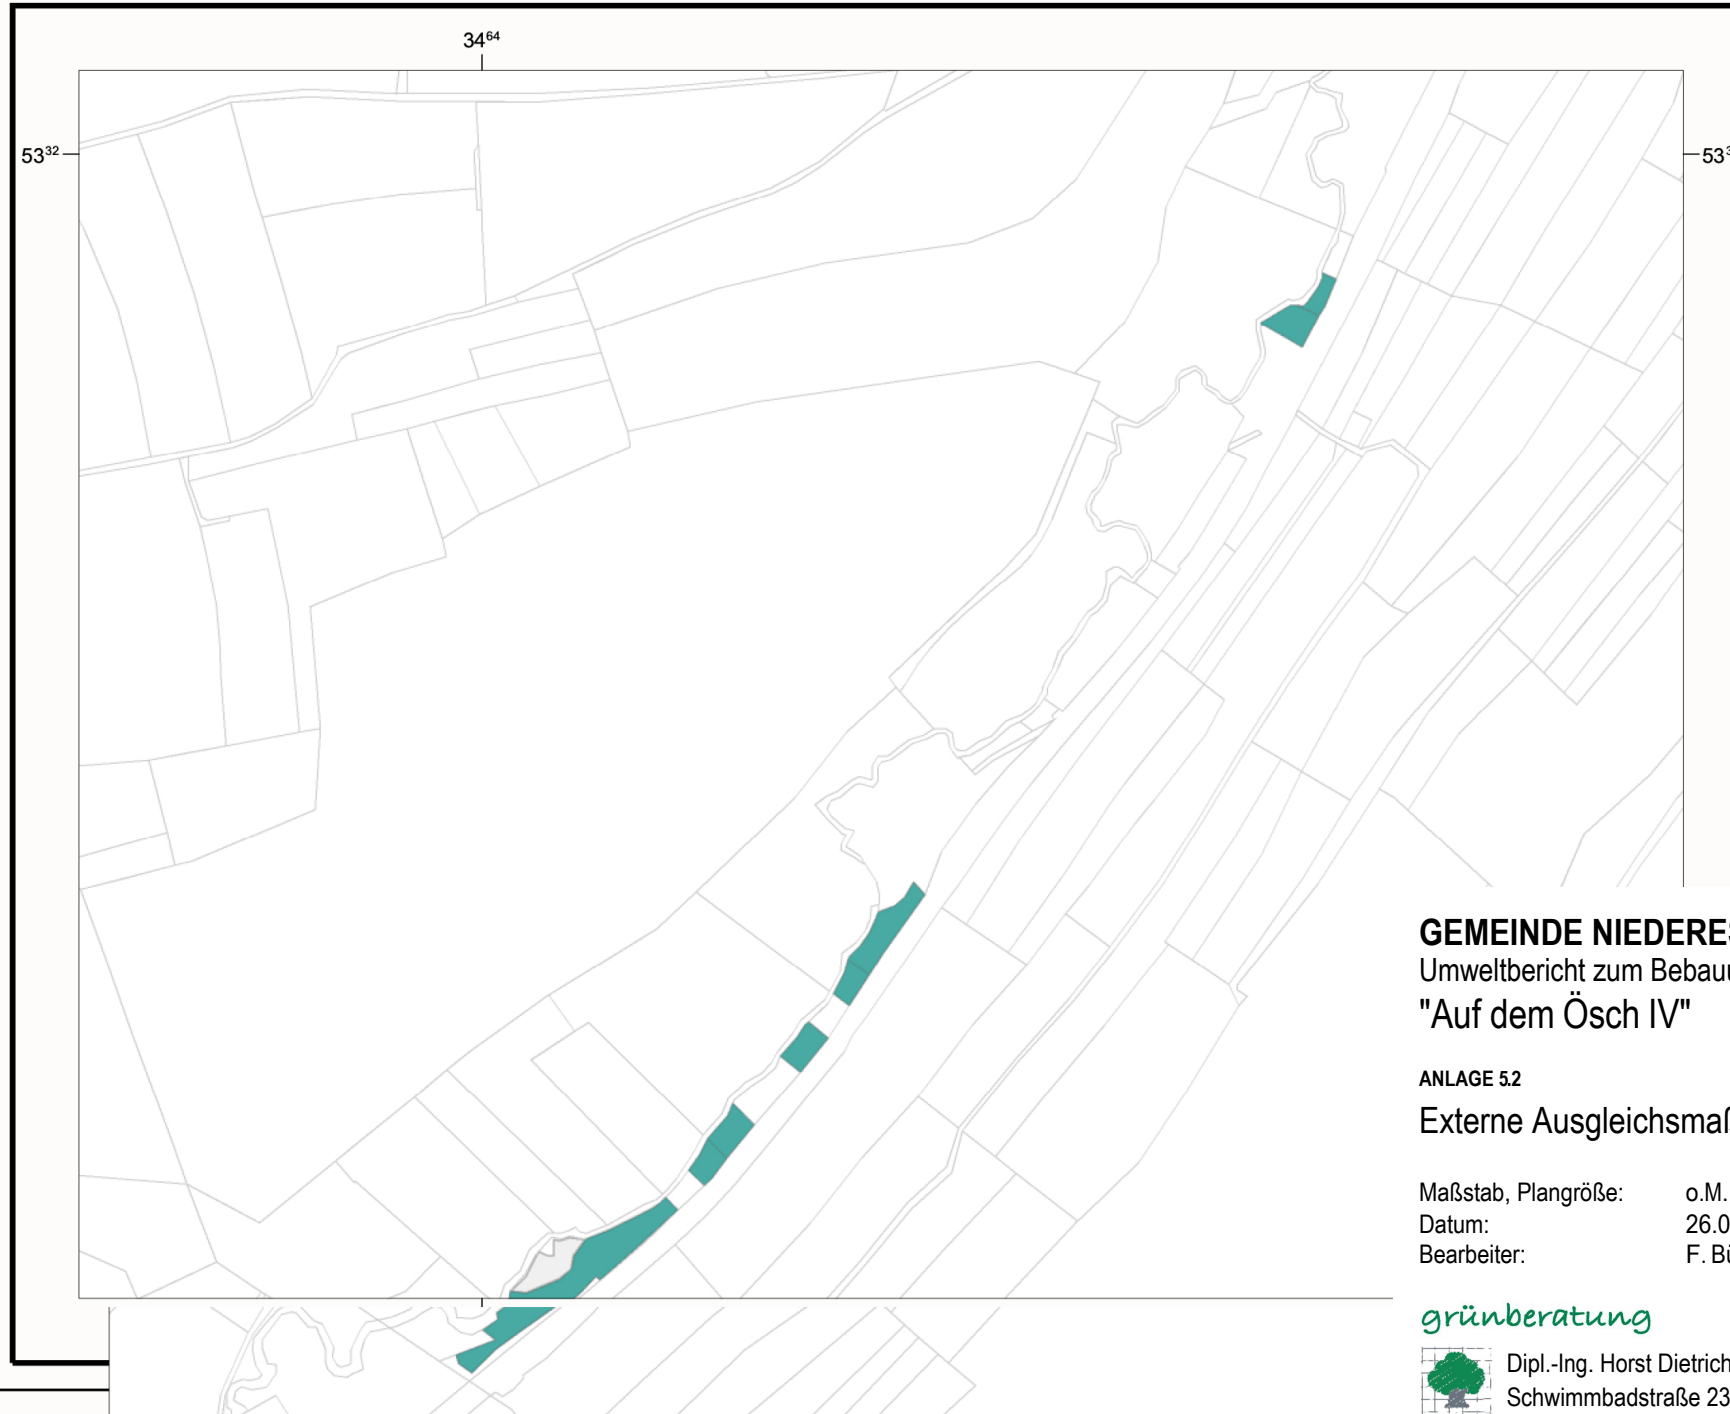 34⁶⁴
53³²
53³
GEMEINDE NIEDERES
Umweltbericht zum Bebau
"Auf dem Ösch IV"
ANLAGE 5.2
Externe Ausgleichsmaß
Maßstab, Plangröße: o.M.
Datum: 26.0
Bearbeiter: F. Bü
grünberatung
Dipl.-Ing. Horst Dietrich
Schwimmbadstraße 23